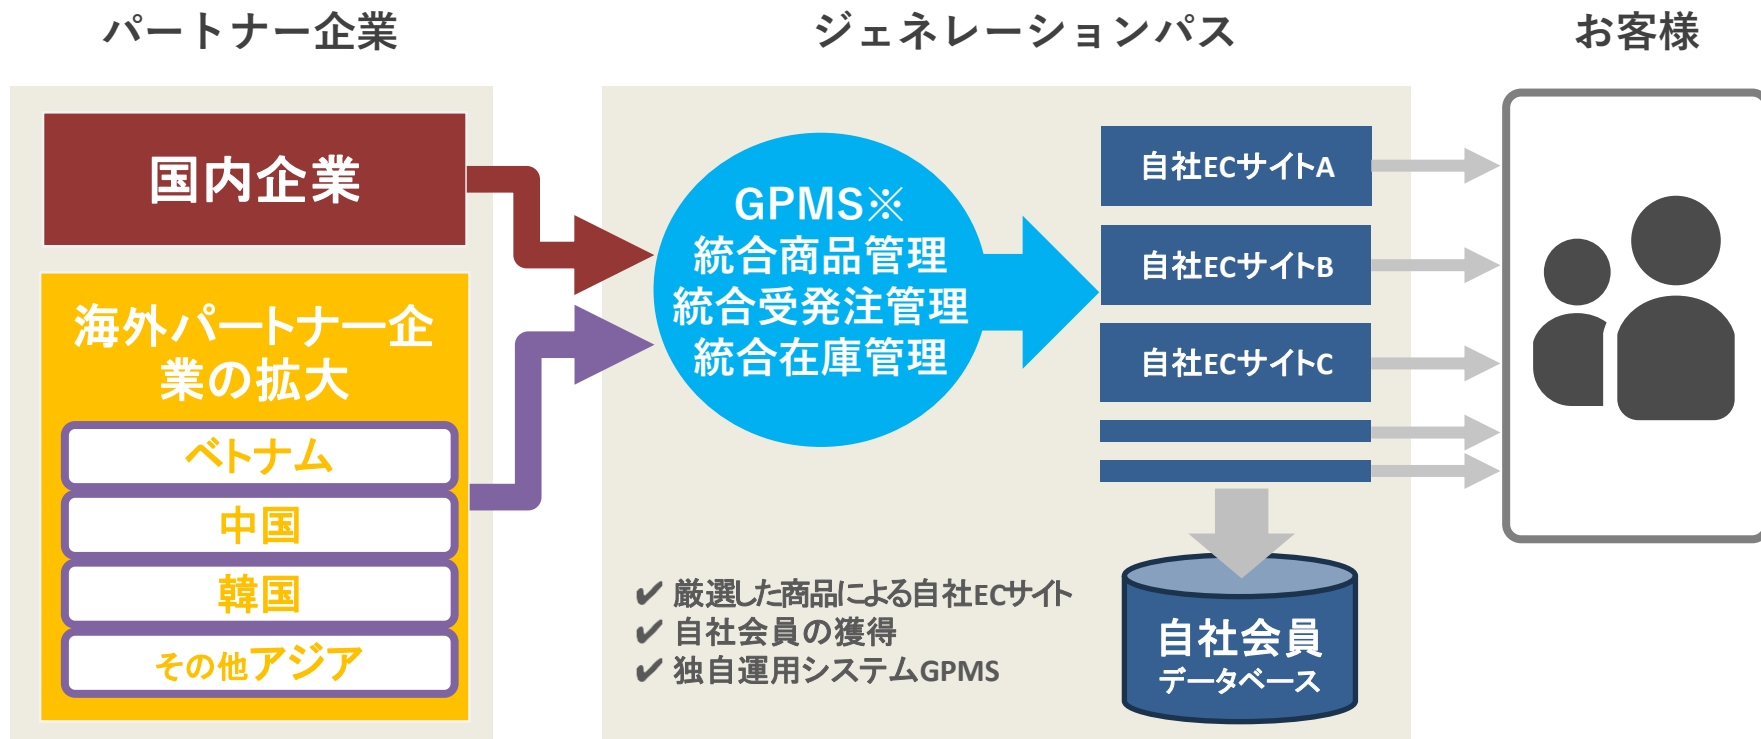 パートナー企業
ジェネレーションパス
お客様
国内企業
海外パートナー企
業の拡大
ベトナム
中国
韓国
その他アジア
GPMS※
統合商品管理
統合受発注管理
統合在庫管理
自社ECサイトA
自社ECサイトB
自社ECサイトC
✔ 厳選した商品による自社ECサイト
✔ 自社会員の獲得
✔ 独自運用システムGPMS
自社会員
データベース